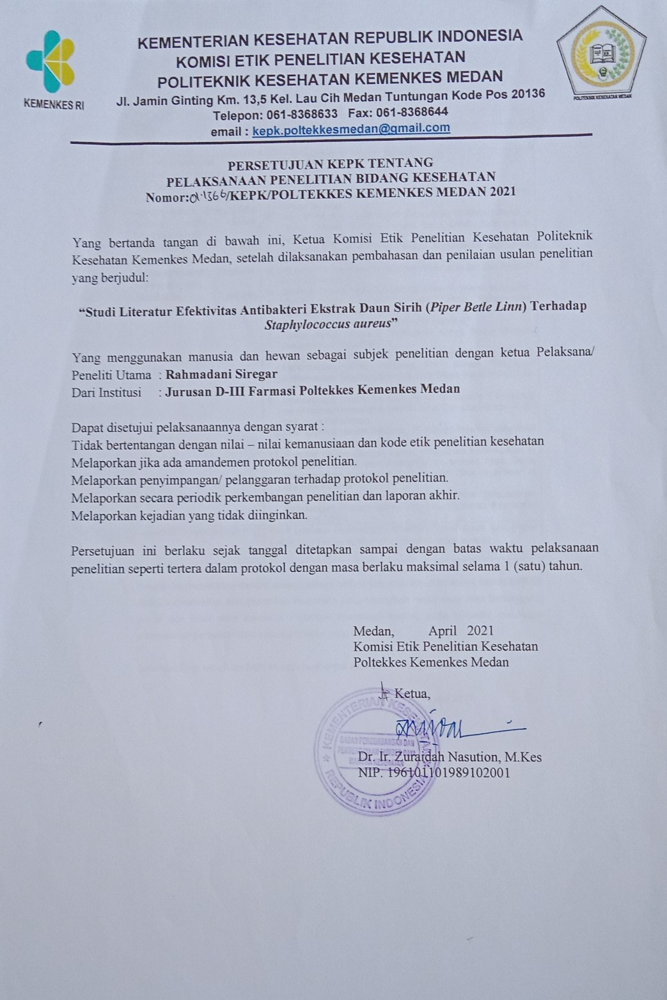 KEMENKES RI
KEMENTERIAN KESEHATAN REPUBLIK INDONESIA
KOMISI ETIK PENELITIAN KESEHATAN
POLITEKNIK KESEHATAN KEMENKES MEDAN
Jl. Jamin Ginting Km. 13,5 Kel. Lau Cih Medan Tuntungan Kode Pos 20136
Telepon: 061-8368633 Fax: 061-8368644
email : kepk.poltekkesmedan@gmail.com
POLITEKNIK KESEHATAN MEDAN
PERSETUJUAN KEPK TENTANG
PELAKSANAAN PENELITIAN BIDANG KESEHATAN
Nomor: /KEPK/POLTEKKES KEMENKES MEDAN 2021
Yang bertanda tangan di bawah ini, Ketua Komisi Etik Penelitian Kesehatan Politeknik
Kesehatan Kemenkes Medan, setelah dilaksanakan pembahasan dan penilaian usulan penelitian
yang berjudul:
“Studi Literatur Efektivitas Antibakteri Ekstrak Daun Sirih (Piper Betle Linn) Terhadap
Staphylococcus aureus”
Yang menggunakan manusia dan hewan sebagai subjek penelitian dengan ketua Pelaksana/
Peneliti Utama : Rahmadani Siregar
Dari Institusi : Jurusan D-III Farmasi Poltekkes Kemenkes Medan
Dapat disetujui pelaksanaannya dengan syarat :
Tidak bertentangan dengan nilai – nilai kemanusiaan dan kode etik penelitian kesehatan
Melaporkan jika ada amandemen protokol penelitian.
Melaporkan penyimpangan/ pelanggaran terhadap protokol penelitian.
Melaporkan secara periodik perkembangan penelitian dan laporan akhir.
Melaporkan kejadian yang tidak diinginkan.
Persetujuan ini berlaku sejak tanggal ditetapkan sampai dengan batas waktu pelaksanaan
penelitian seperti tertera dalam protokol dengan masa berlaku maksimal selama 1 (satu) tahun.
Medan, April 2021
Komisi Etik Penelitian Kesehatan
Poltekkes Kemenkes Medan
Ketua,
KEMENTERIAN KESEHATAN
REPUBLIK INDONESIA
BADAN PENGEMBANGAN DAN
Dr. Ir. Zuraidah Nasution, M.Kes
NIP. 196101101989102001